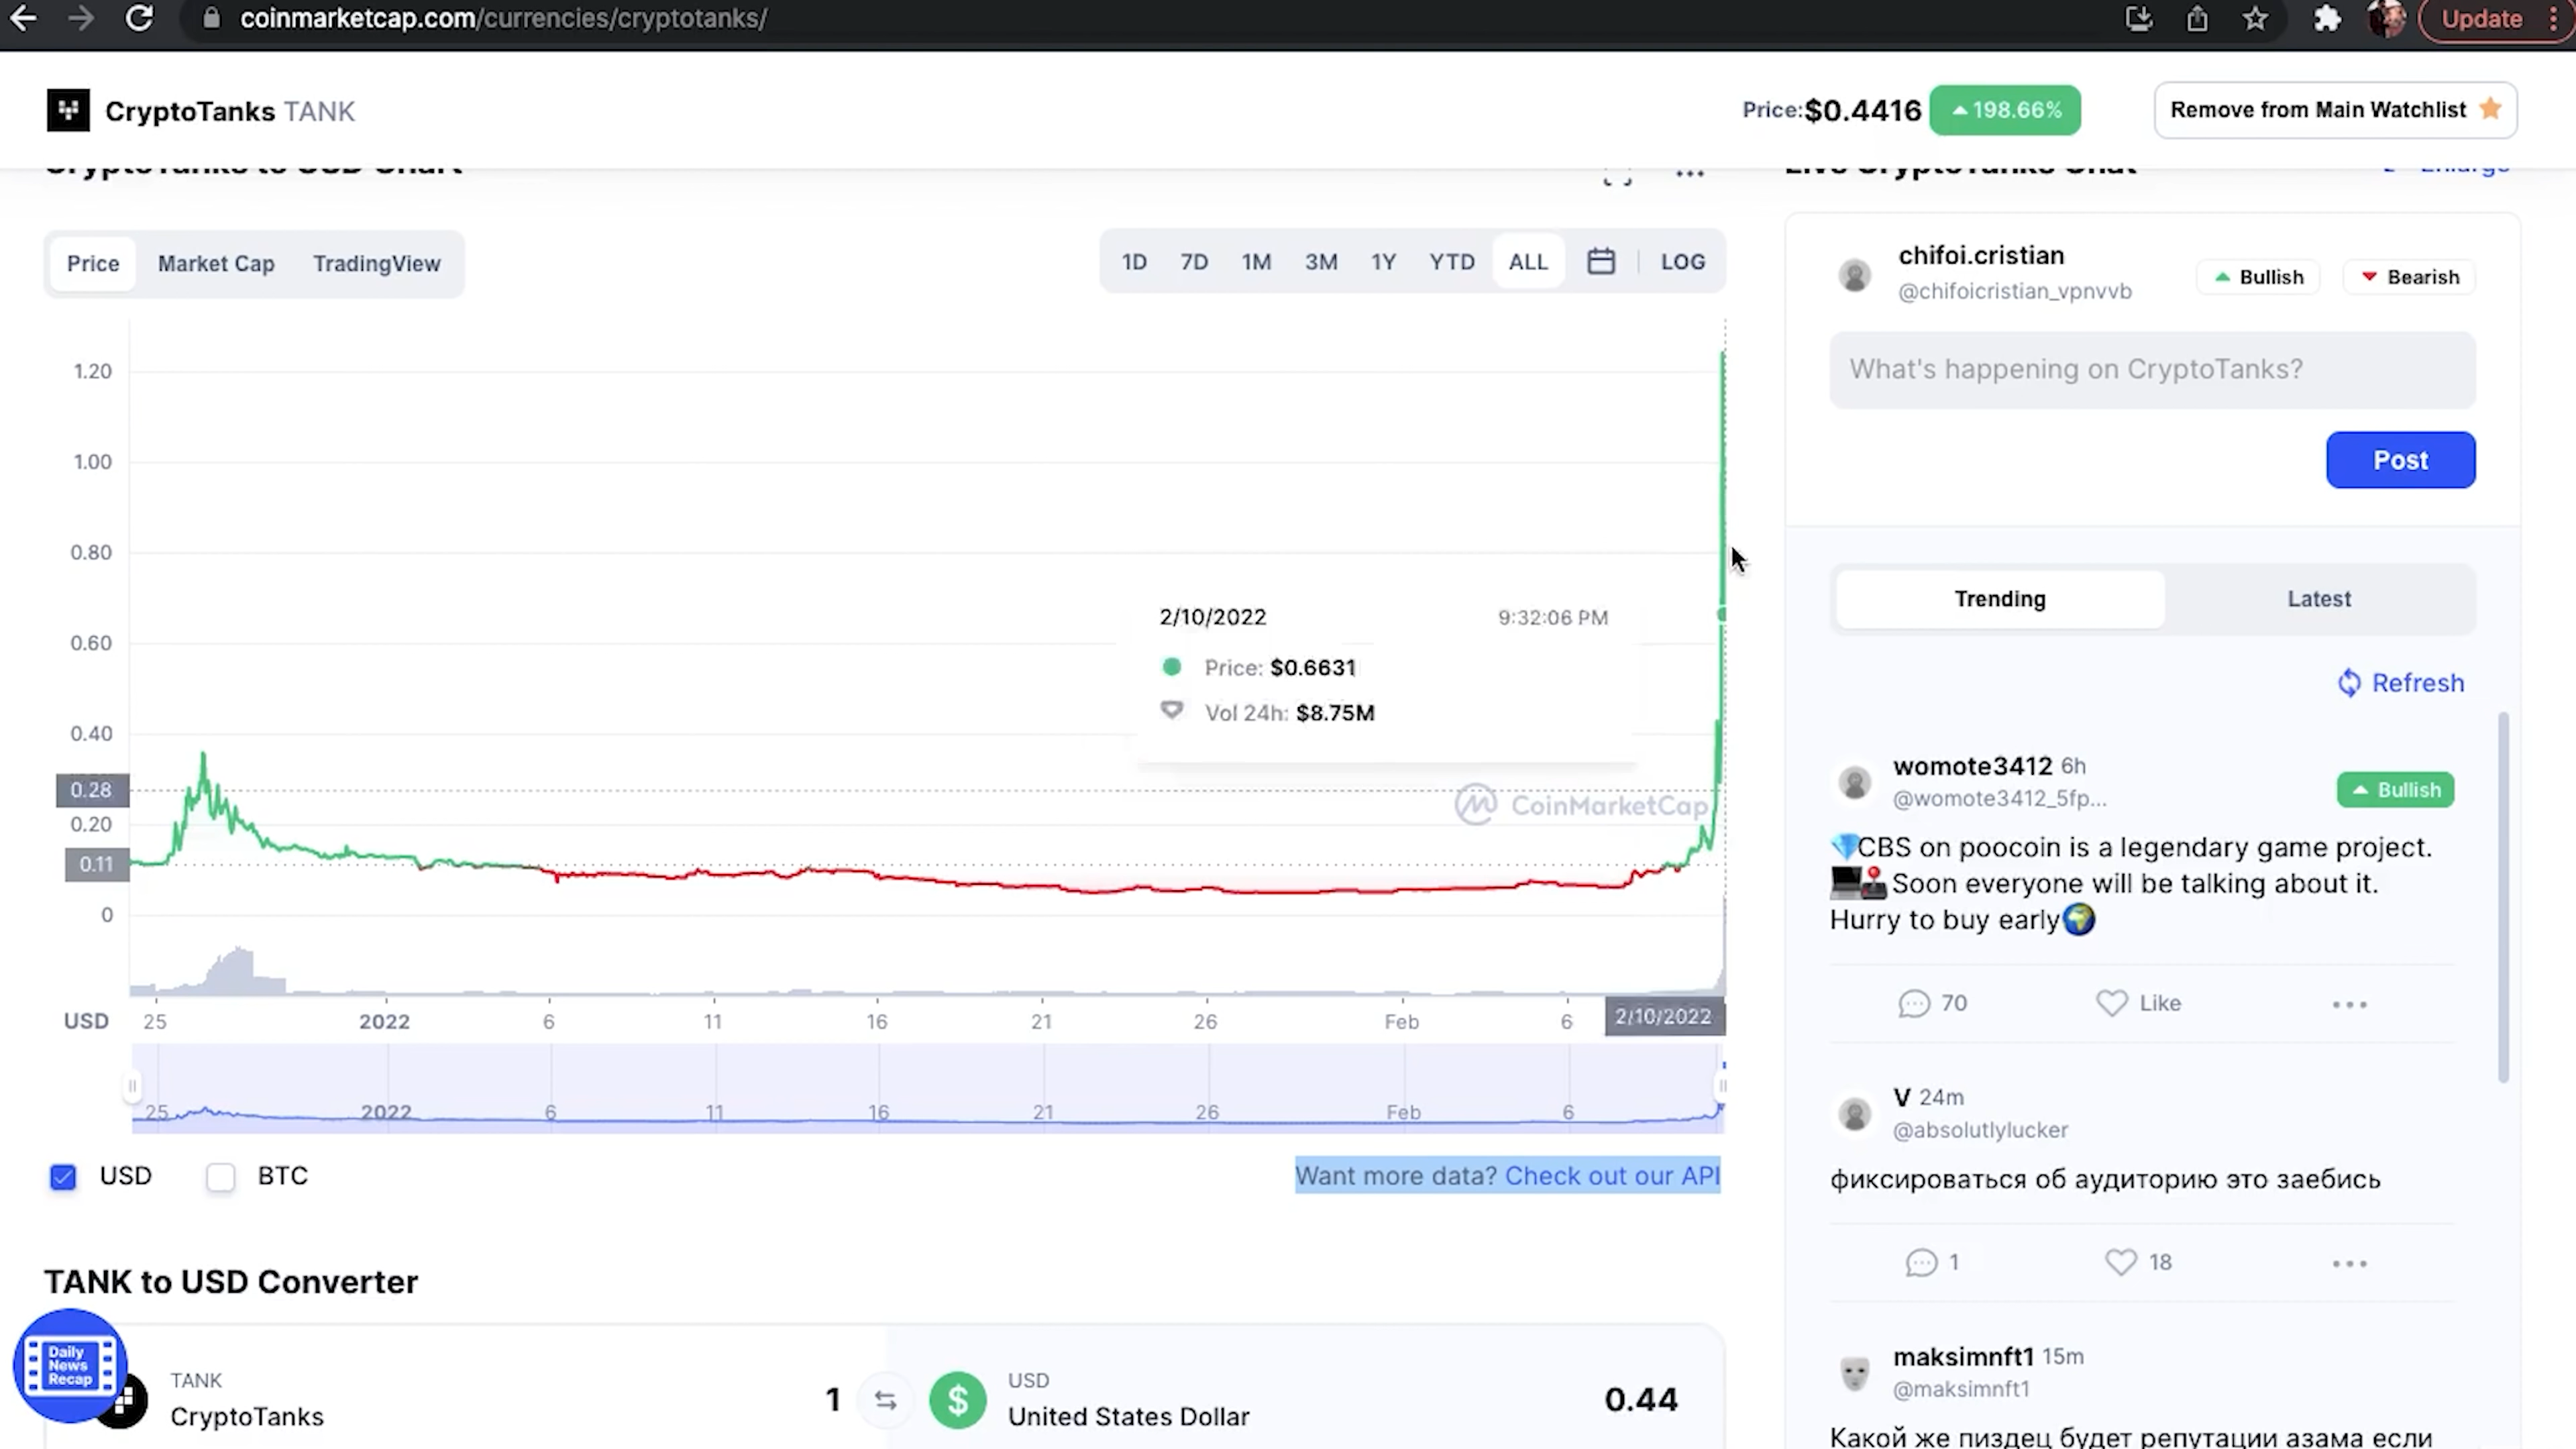 coinmarketcap.com/currencies/cryptotanks/
Update
CryptoTanks TANK
Price:$0.4416
198.66%
Remove from Main Watchlist
CryptoTanks to USD Chart
Live CryptoTanks Chat
Enlarge
Price Market Cap TradingView
1D 7D 1M 3M 1Y YTD ALL LOG
1.20
1.00
0.80
0.60
0.40
0.28
0.20
0.11
0
2/10/2022 9:32:06 PM
Price: $0.6631
Vol 24h: $8.75M
CoinMarketCap
USD 25 2022 6 11 16 21 26 Feb 6 2/10/2022
25 2022 6 11 16 21 26 Feb 6
USD BTC
Want more data? Check out our API
TANK to USD Converter
Daily
News
Recap
TANK
CryptoTanks
1
$
USD
United States Dollar
0.44
chifoi.cristian
@chifoicristian_vpnvvb
Bullish
Bearish
What's happening on CryptoTanks?
Post
Trending Latest
Refresh
womote3412 6h
@womote3412_5fp...
Bullish
💎CBS on poocoin is a legendary game project.
💻🕹️Soon everyone will be talking about it.
Hurry to buy early🌍
70 Like
V 24m
@absolutlylucker
фиксироваться об аудиторию это заебись
1 18
maksimnft1 15m
@maksimnft1
Какой же пиздец будет репутации азама если